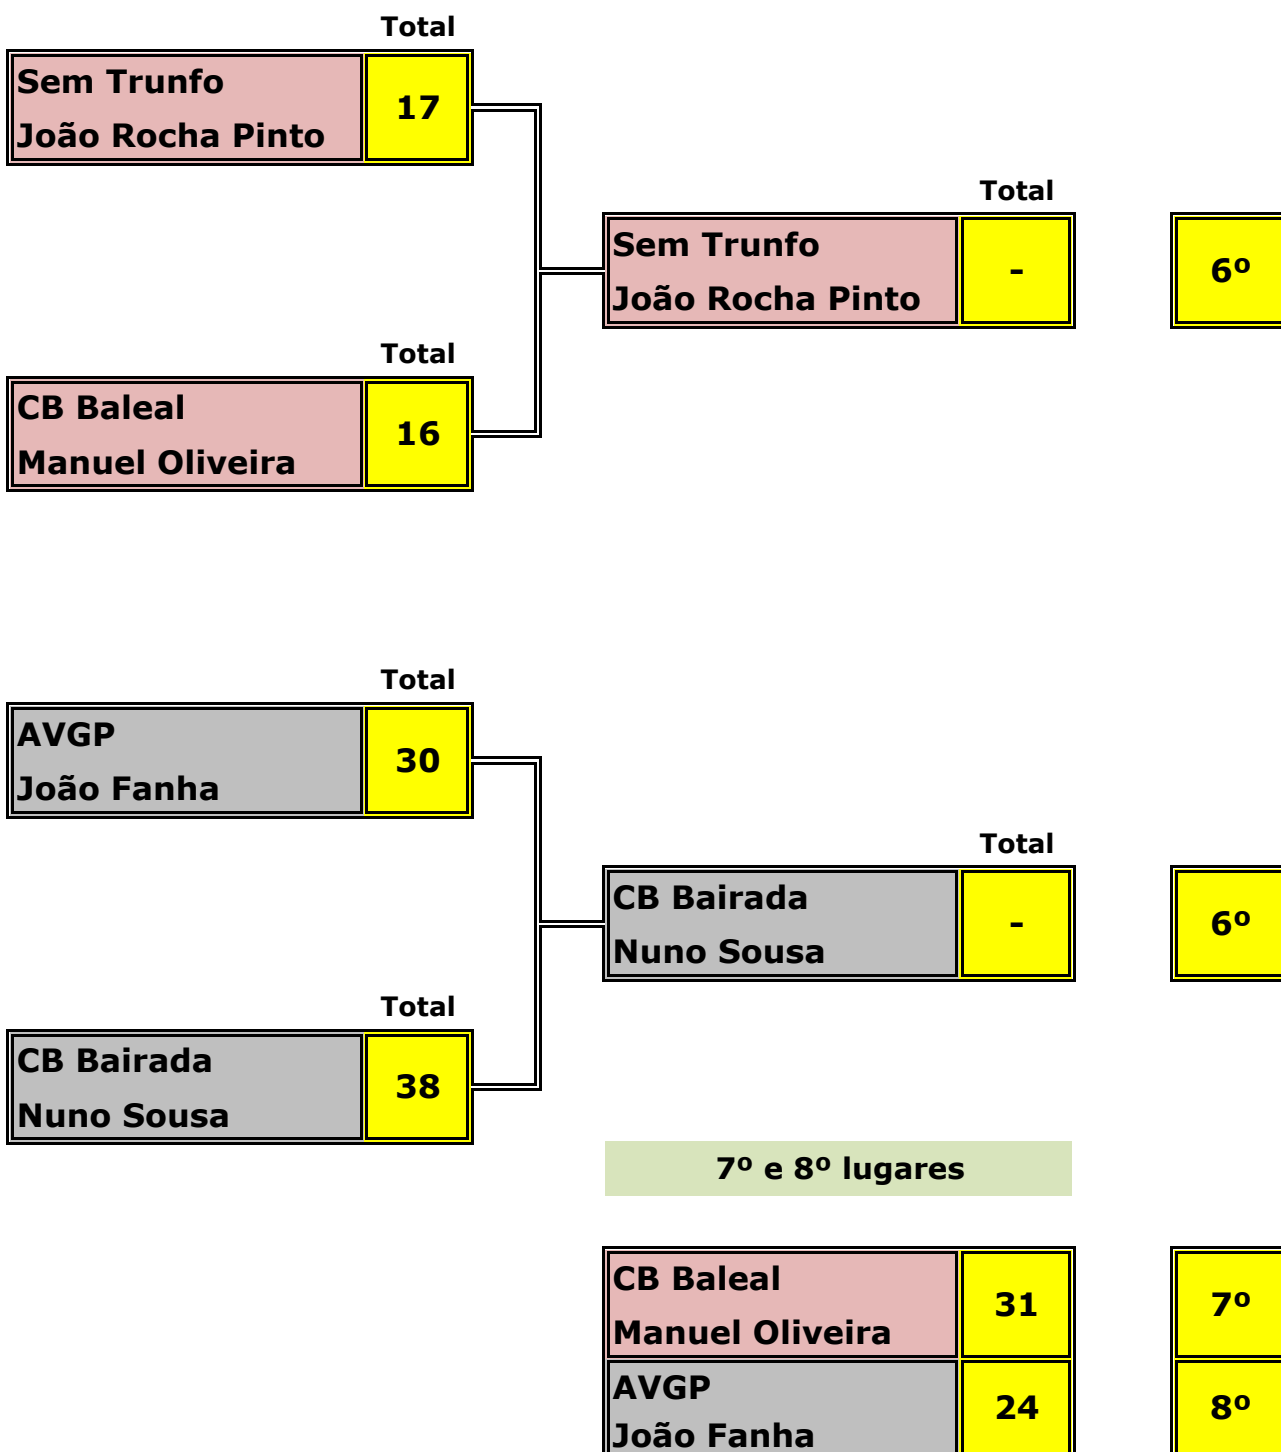 Total
Sem Trunfo
João Rocha Pinto
17
Total
Sem Trunfo
João Rocha Pinto
-
6º
Total
CB Baleal
Manuel Oliveira
16
Total
AVGP
João Fanha
30
Total
CB Bairada
Nuno Sousa
-
6º
Total
CB Bairada
Nuno Sousa
38
7º e 8º lugares
CB Baleal
Manuel Oliveira
31
7º
AVGP
João Fanha
24
8º